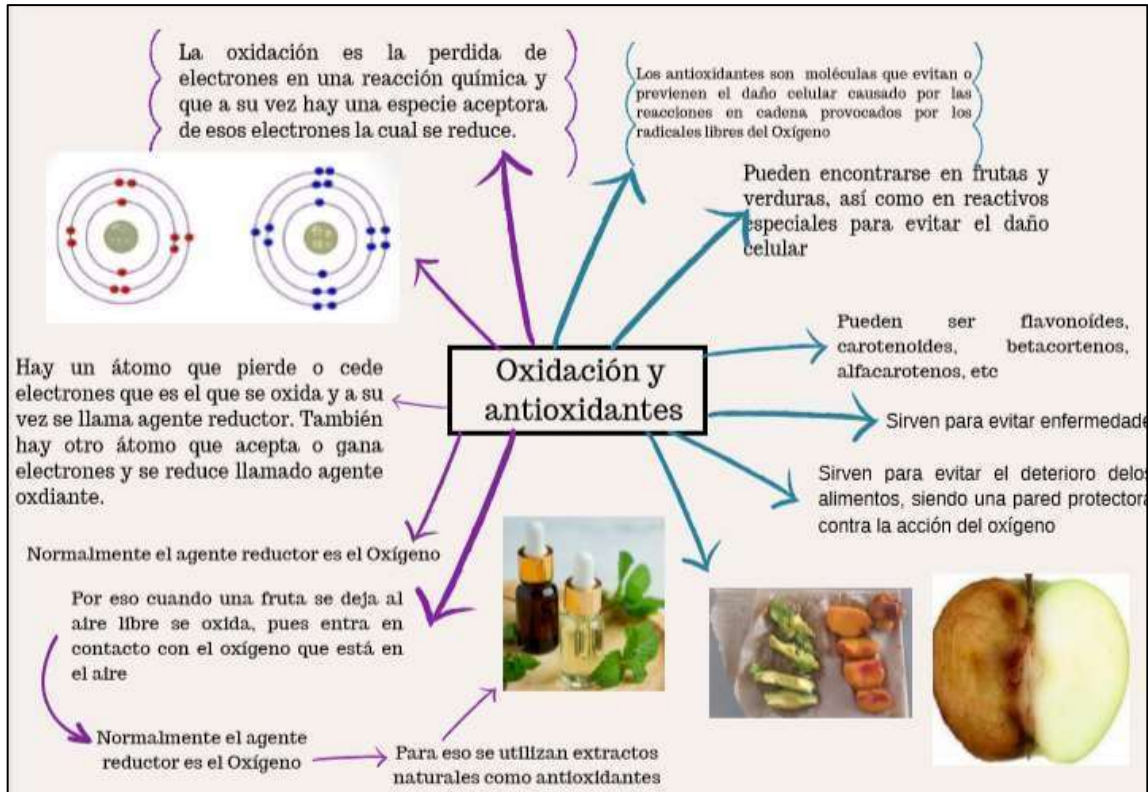 La oxidación es la perdida de
electrones en una reacción química y
que a su vez hay una especie aceptora
de esos electrones la cual se reduce.
Los antioxidantes son moléculas que evitan o
previenen el daño celular causado por las
reacciones en cadena provocados por los
radicales libres del Oxígeno
Pueden encontrarse en frutas y
verduras, así como en reactivos
especiales para evitar el daño
celular
Oxidación y
antioxidantes
Pueden ser flavonoídes,
carotenoídes, betacortenos,
alfacarotenos, etc
Sirven para evitar enfermedade
Sirven para evitar el deterioro delos
alimentos, siendo una pared protectora
contra la acción del oxígeno
Hay un átomo que pierde o cede
electrones que es el que se oxida y a su
vez se llama agente reductor. También
hay otro átomo que acepta o gana
electrones y se reduce llamado agente
oxdiante.
Normalmente el agente reductor es el Oxígeno
Por eso cuando una fruta se deja al
aire libre se oxida, pues entra en
contacto con el oxígeno que está en
el aire
Normalmente el agente
reductor es el Oxígeno
Para eso se utilizan extractos
naturales como antioxidantes